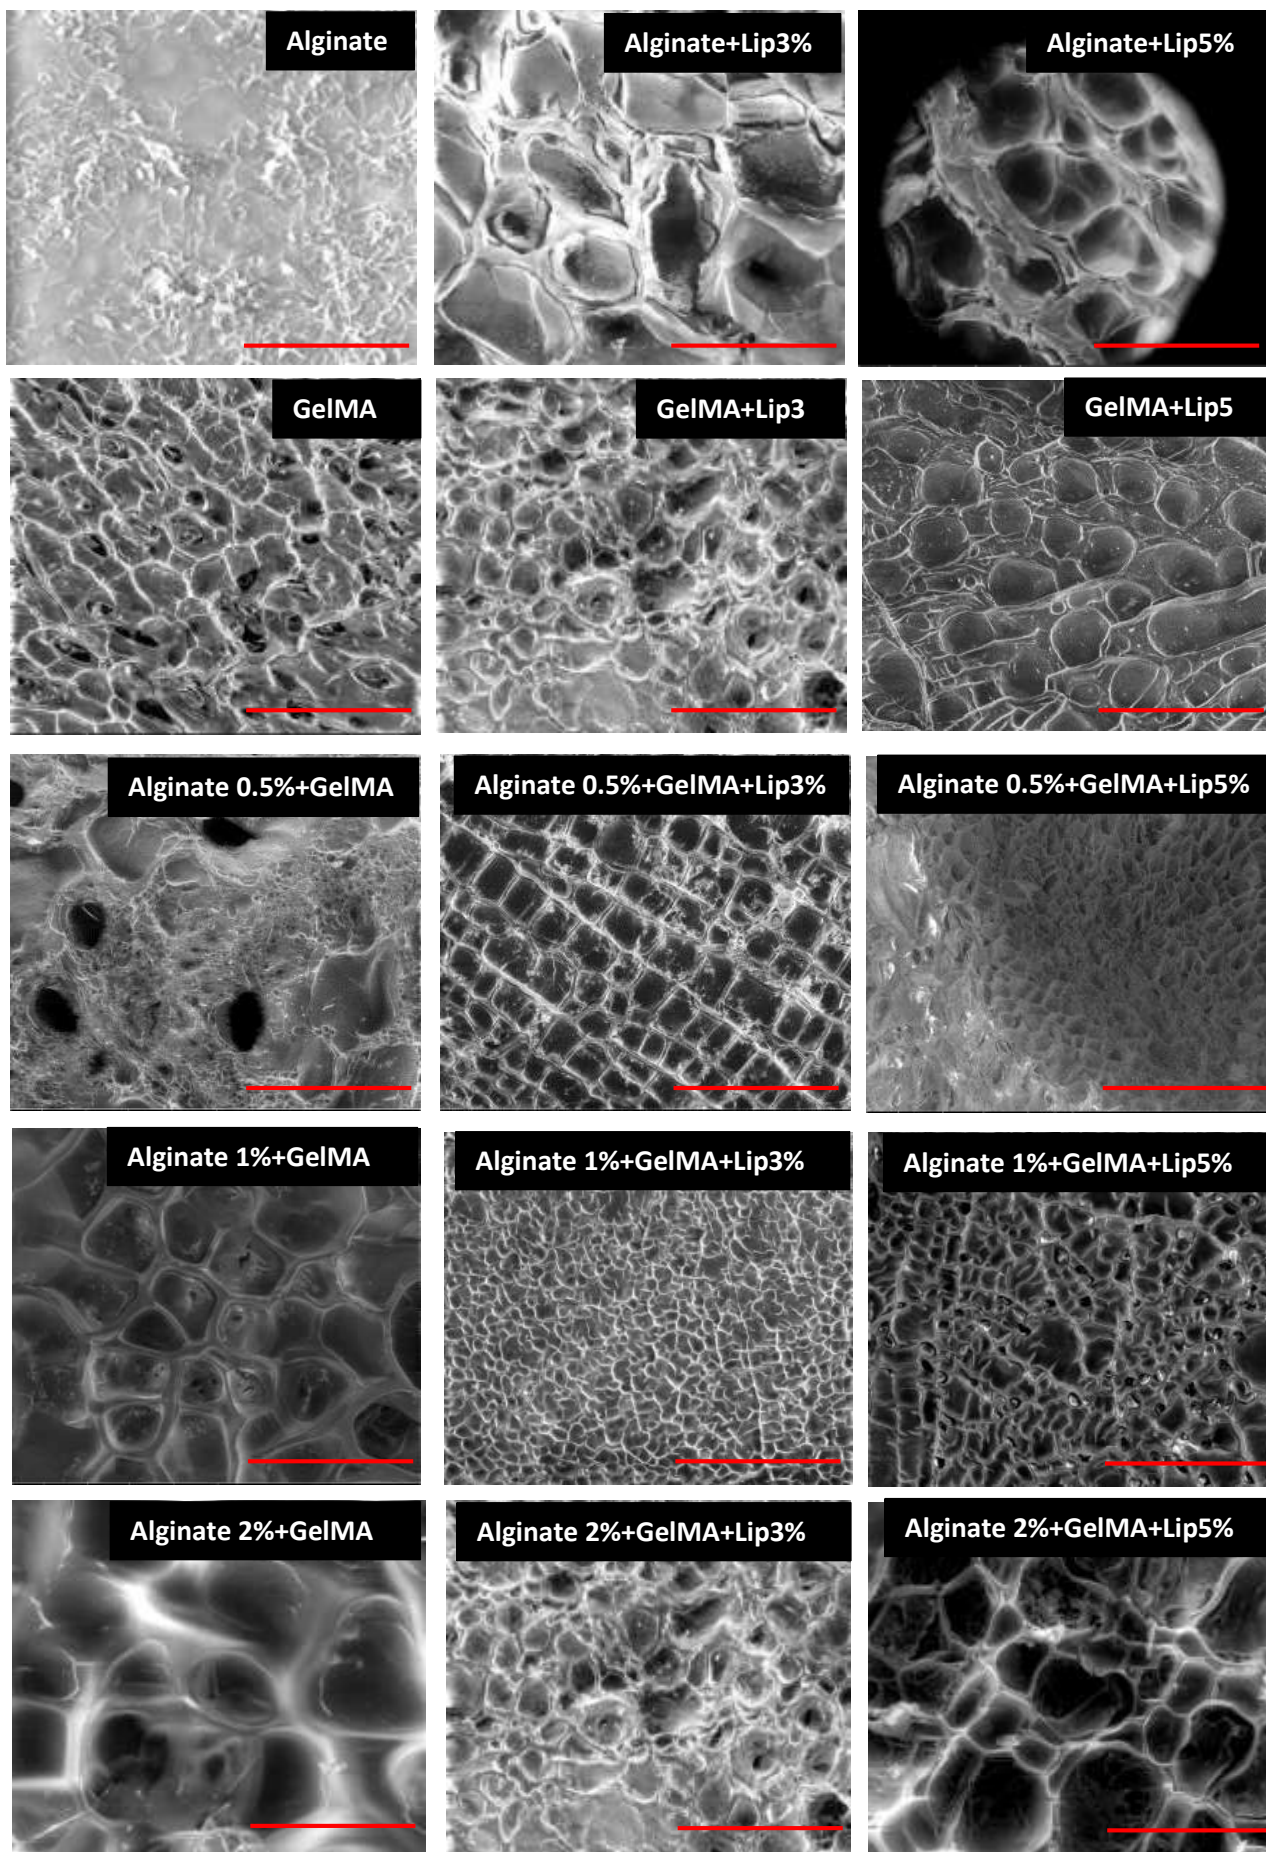 Alginate
Alginate+Lip3%
Alginate+Lip5%
GelMA
GelMA+Lip3
GelMA+Lip5
Alginate 0.5%+GelMA
Alginate 0.5%+GelMA+Lip3%
Alginate 0.5%+GelMA+Lip5%
Alginate 1%+GelMA
Alginate 1%+GelMA+Lip3%
Alginate 1%+GelMA+Lip5%
Alginate 2%+GelMA
Alginate 2%+GelMA+Lip3%
Alginate 2%+GelMA+Lip5%